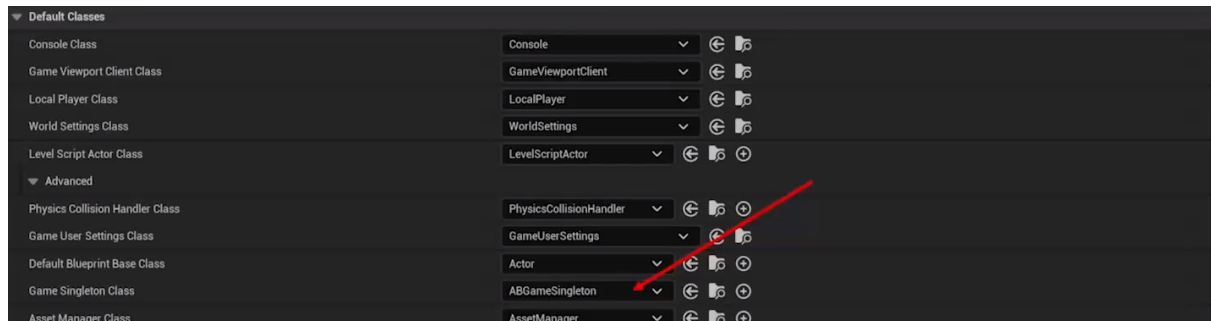 Default Classes
Console Class Console
Game Viewport Client Class GameViewportClient
Local Player Class LocalPlayer
World Settings Class WorldSettings
Level Script Actor Class LevelScriptActor
Advanced
Physics Collision Handler Class PhysicsCollisionHandler
Game User Settings Class GameUserSettings
Default Blueprint Base Class Actor
Game Singleton Class ABGameSingleton
Asset Manager Class AssetManager